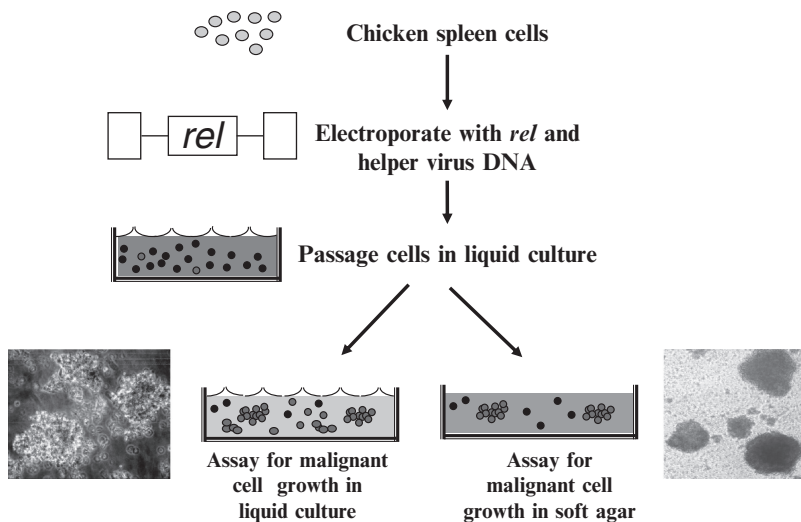 Chicken spleen cells
rel
Electroporate with rel and
helper virus DNA
Passage cells in liquid culture
Assay for malignant
cell growth in
liquid culture
Assay for
malignant cell
growth in soft agar